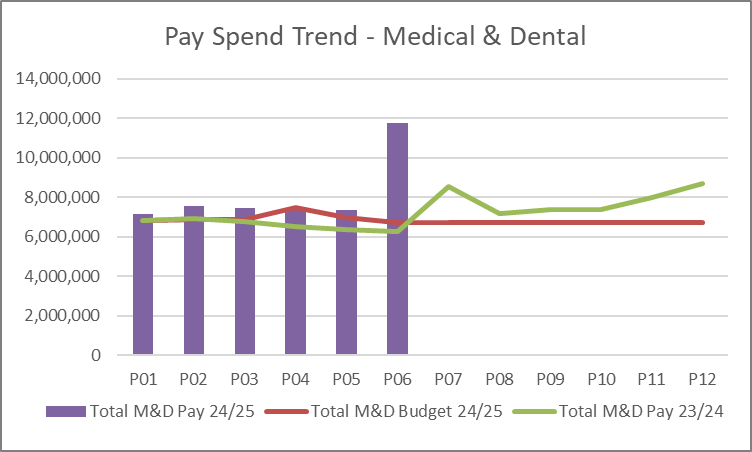 Pay Spend Trend - Medical & Dental
14,000,000
12,000,000
10,000,000
8,000,000
6,000,000
4,000,000
2,000,000
0
P01 P02 P03 P04 P05 P06 P07 P08 P09 P10 P11 P12
Total M&D Pay 24/25 Total M&D Budget 24/25 Total M&D Pay 23/24